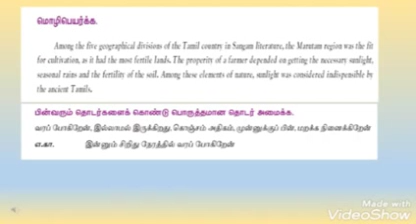 மொழிபெயர்க்க.
Among the five geographical divisions of the Tamil country in Sangam literature, the Marutam region was the fit
for cultivation, as it had the most fertile lands. The property of a farmer depended on getting the necessary sunlight,
seasonal rains and the fertility of the soil. Among these elements of nature, sunlight was considered indispensible by
the ancient Tamils.
பின்வரும் தொடர்களைக் கொண்டு பொருத்தமான தொடர் அமைக்க.
வரப் போகிறேன், இல்லாமல் இருக்கிறது, கொஞ்சம் அதிகம், முன்னுக்குப் பின், மறக்க நினைக்கிறேன்
எ.கா. இன்னும் சிறிது நேரத்தில் வரப் போகிறேன்
Made with
VideoShow